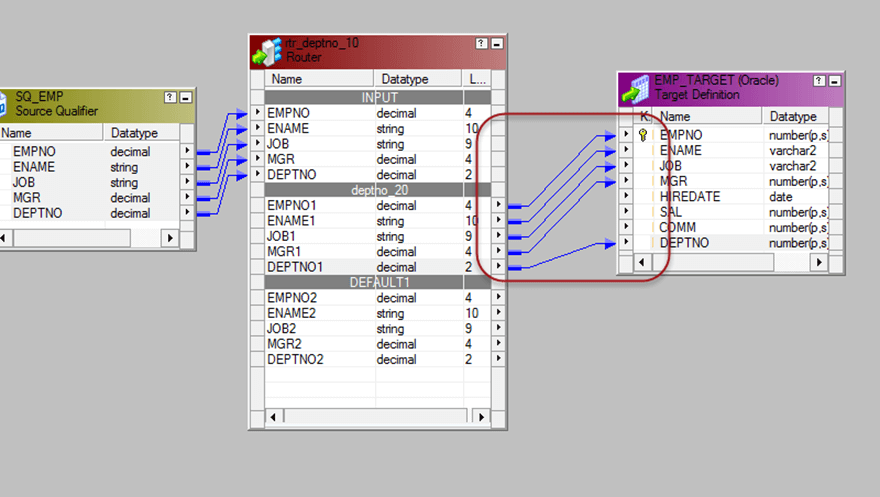 SQ_EMP
Source Qualifier
Name Datatype
EMPNO decimal
ENAME string
JOB string
MGR decimal
DEPTNO decimal
rtr_deptno_10
Router
Name Datatype L...
INPUT
EMPNO decimal 4
ENAME string 10
JOB string 9
MGR decimal 4
DEPTNO decimal 2
deptno_20
EMPNO1 decimal 4
ENAME1 string 10
JOB1 string 9
MGR1 decimal 4
DEPTNO1 decimal 2
DEFAULT1
EMPNO2 decimal 4
ENAME2 string 10
JOB2 string 9
MGR2 decimal 4
DEPTNO2 decimal 2
EMP_TARGET (Oracle)
Target Definition
K Name Datatype
EMPNO number(p,s)
ENAME varchar2
JOB varchar2
MGR number(p,s)
HIREDATE date
SAL number(p,s)
COMM number(p,s)
DEPTNO number(p,s)